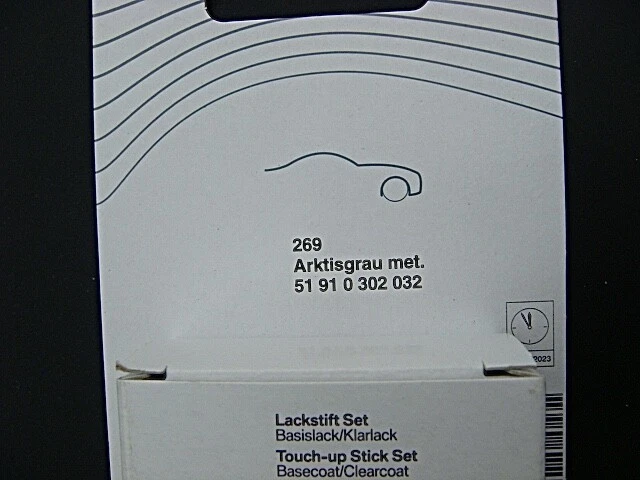 269
Arktisgrau met.
51 91 0 302 032
2023
Lackstift Set
Basislack/Klarlack
Touch-up Stick Set
Basecoat/Clearcoat